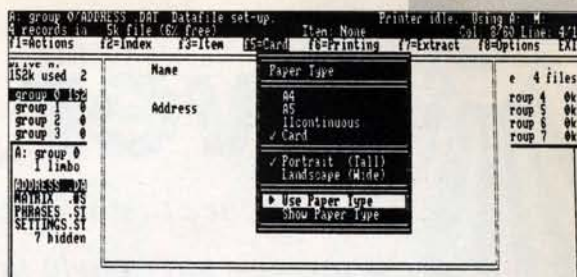 A: group 0/ADDRESS .DAT Datafile set-up. Printer idle. Using A: M:
4 records in 5k file (6% free) Item: None Col 8/60 Line: 4/1
f1=Actions f2=Index f3=Item f5=Card f6=Printing f7=Extract f8=Options EXI
152k used 2
group 0 152
group 1 0
group 2 0
group 3 0
A: group 0
1 limbo
ADDRESS .DA
MATRIX .WS
PHRASES .ST
SETTINGS.ST
7 hidden
Name
Address
Paper Type
A4
A5
11continuous
✓ Card
✓ Portrait (Tall)
Landscape (Wide)
▶ Use Paper Type
Show Paper Type
e 4 files
roup 4 0k
roup 5 0k
roup 6 0k
roup 7 0k